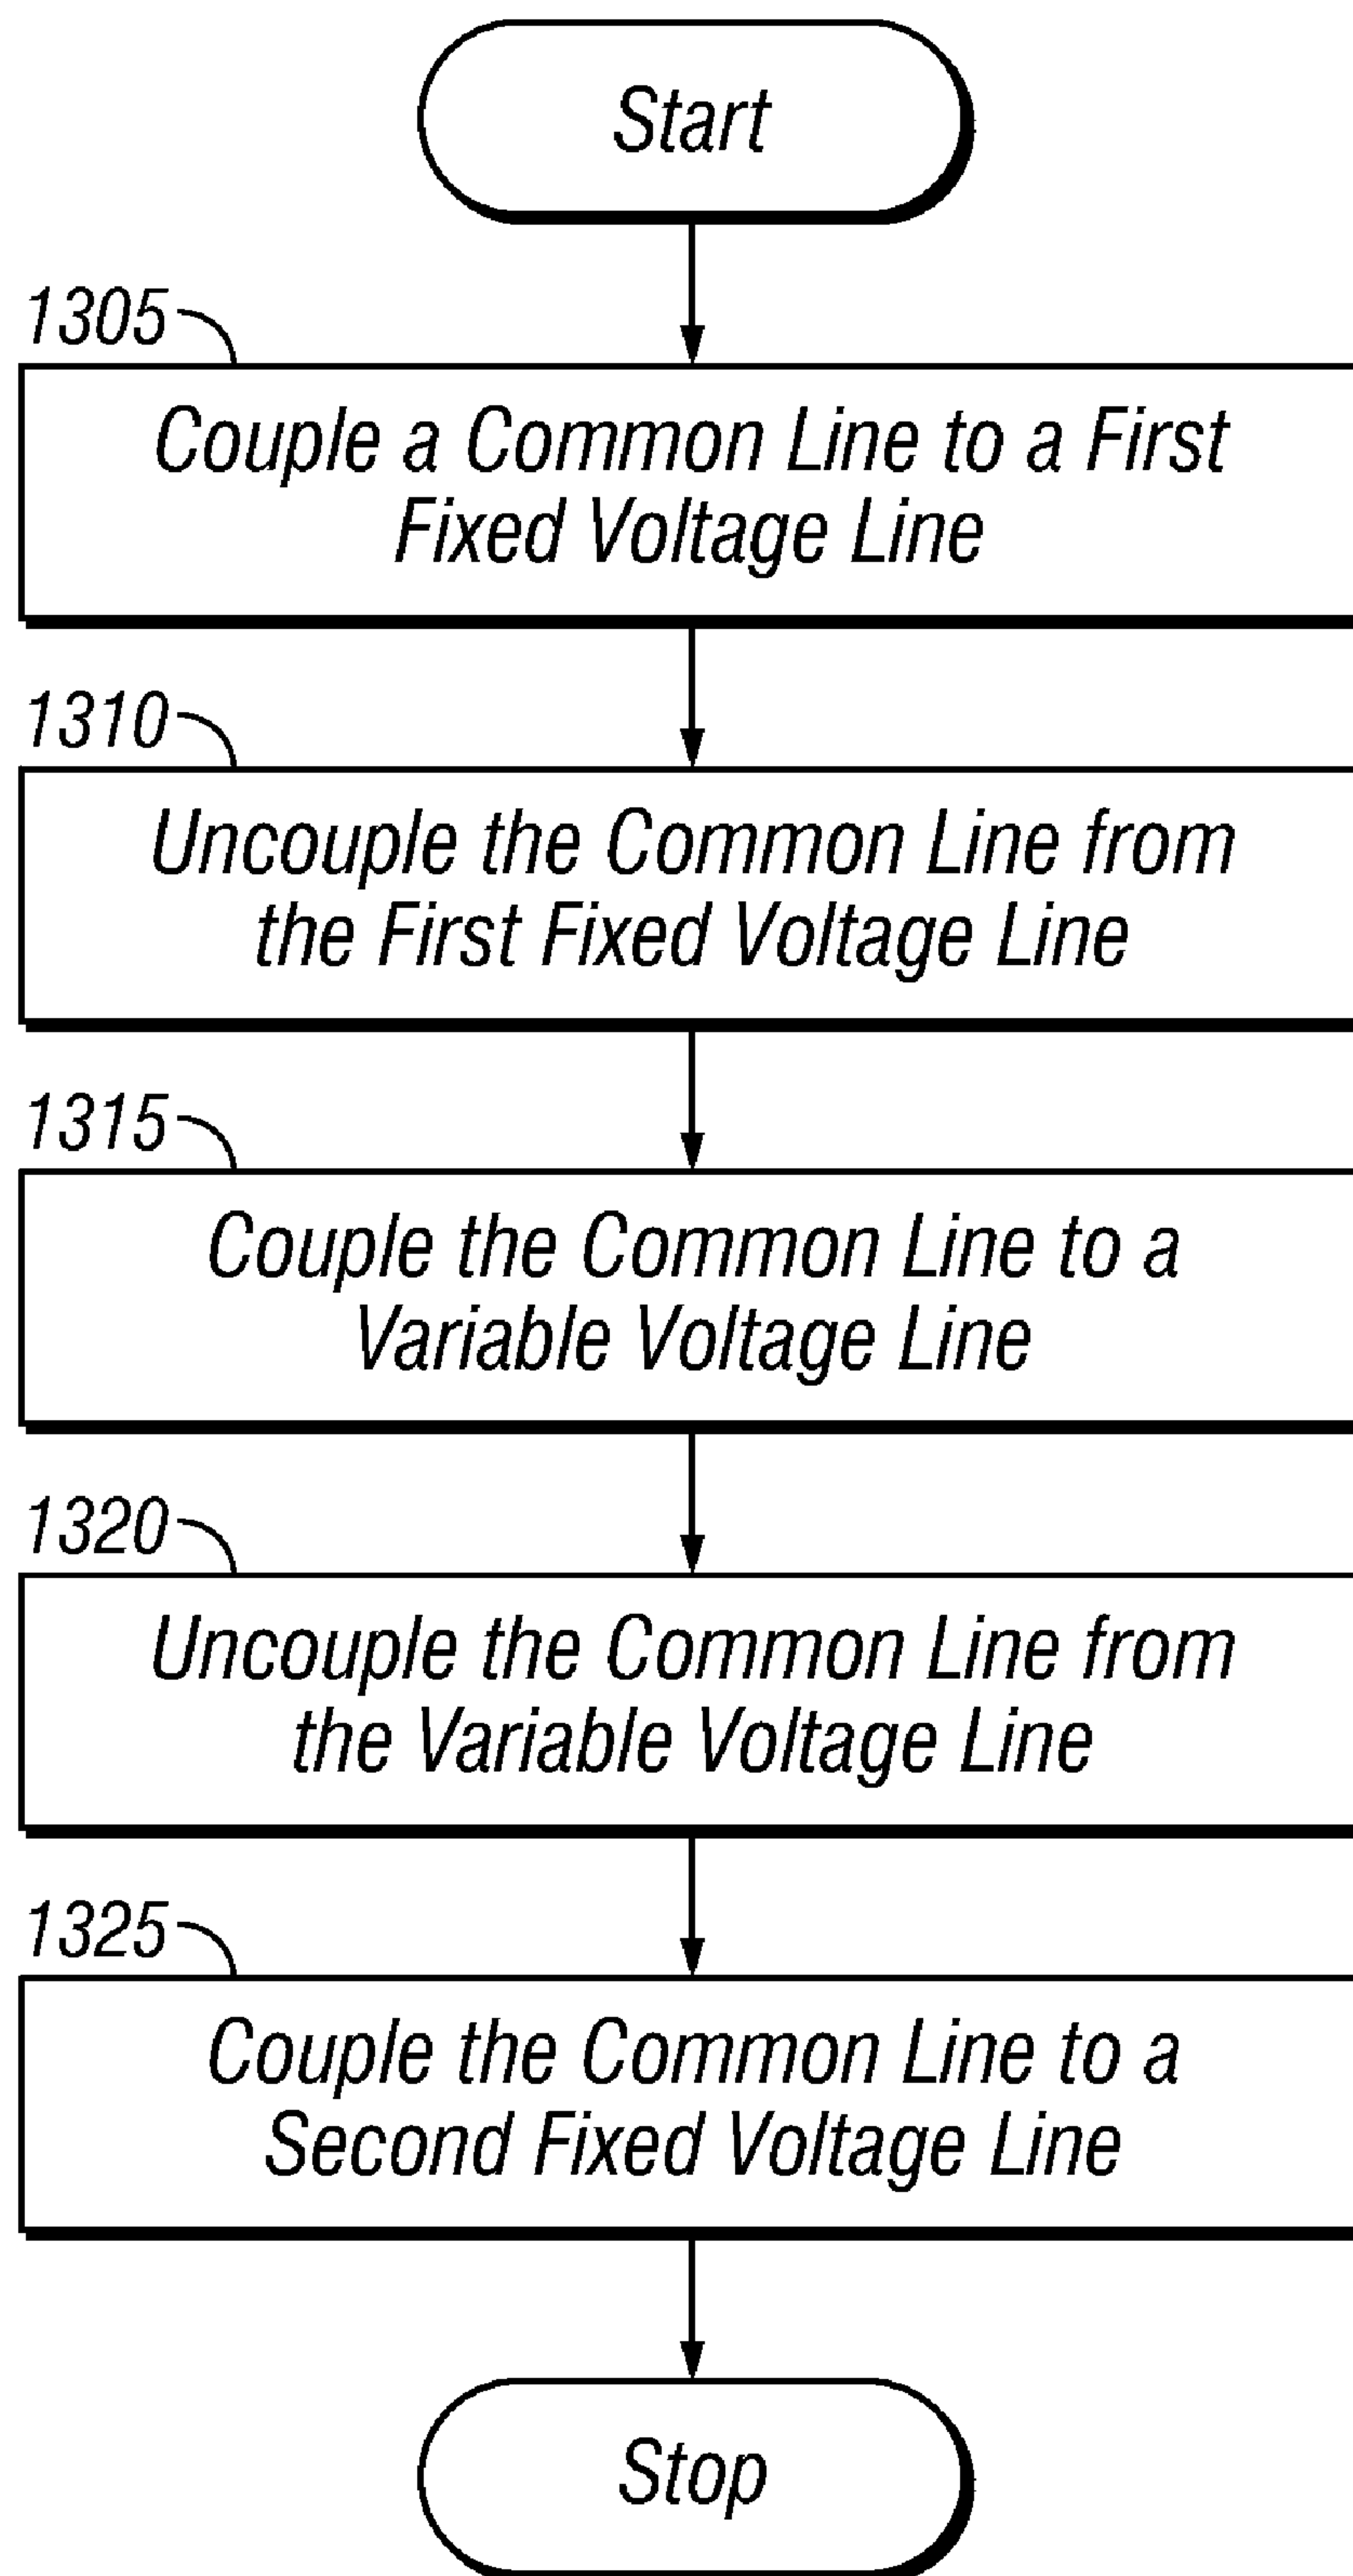 Start
1305
Couple a Common Line to a First
Fixed Voltage Line
1310
Uncouple the Common Line from
the First Fixed Voltage Line
1315
Couple the Common Line to a
Variable Voltage Line
1320
Uncouple the Common Line from
the Variable Voltage Line
1325
Couple the Common Line to a
Second Fixed Voltage Line
Stop